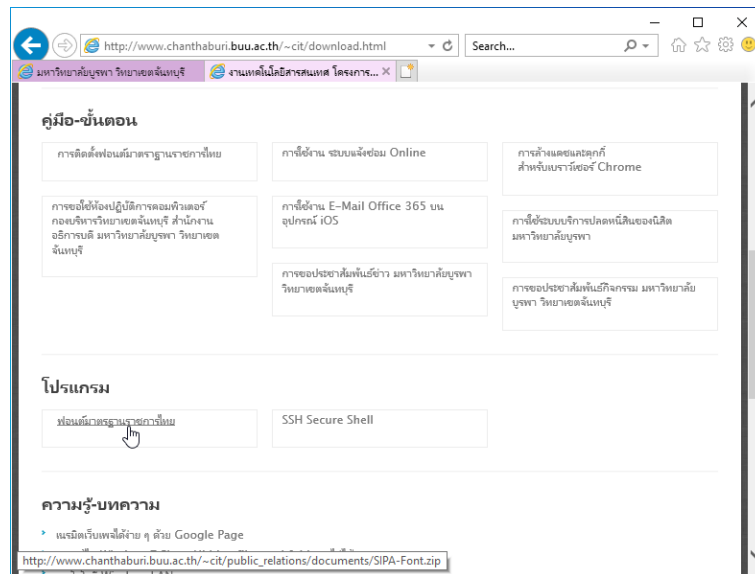 http://www.chanthaburi.buu.ac.th/~cit/download.html
Search...
มหาวิทยาลัยบูรพา วิทยาเขตจันทบุรี
งานเทคโนโลยีสารสนเทศ โครงการ...
คู่มือ-ขั้นตอน
การติดตั้งฟอนต์มาตราฐานราชการไทย
การใช้งาน ระบบแจ้งซ่อม Online
การล้างแคชและคุกกี้
สำหรับเบราว์เซอร์ Chrome
การขอใช้ห้องปฏิบัติการคอมพิวเตอร์
กองบริหารวิทยาเขตจันทบุรี สำนักงาน
อธิการบดี มหาวิทยาลัยบูรพา วิทยาเขต
จันทบุรี
การใช้งาน E-Mail Office 365 บน
อุปกรณ์ iOS
การใช้ระบบบริการปลดหนี้สินของนิสิต
มหาวิทยาลัยบูรพา
การขอประชาสัมพันธ์ข่าว มหาวิทยาลัยบูรพา
วิทยาเขตจันทบุรี
การขอประชาสัมพันธ์กิจกรรม มหาวิทยาลัย
บูรพา วิทยาเขตจันทบุรี
โปรแกรม
ฟอนต์มาตรฐานราชการไทย
SSH Secure Shell
ความรู้-บทความ
เนรมิตเว็บเพจได้ง่าย ๆ ด้วย Google Page
http://www.chanthaburi.buu.ac.th/~cit/public_relations/documents/SIPA-Font.zip